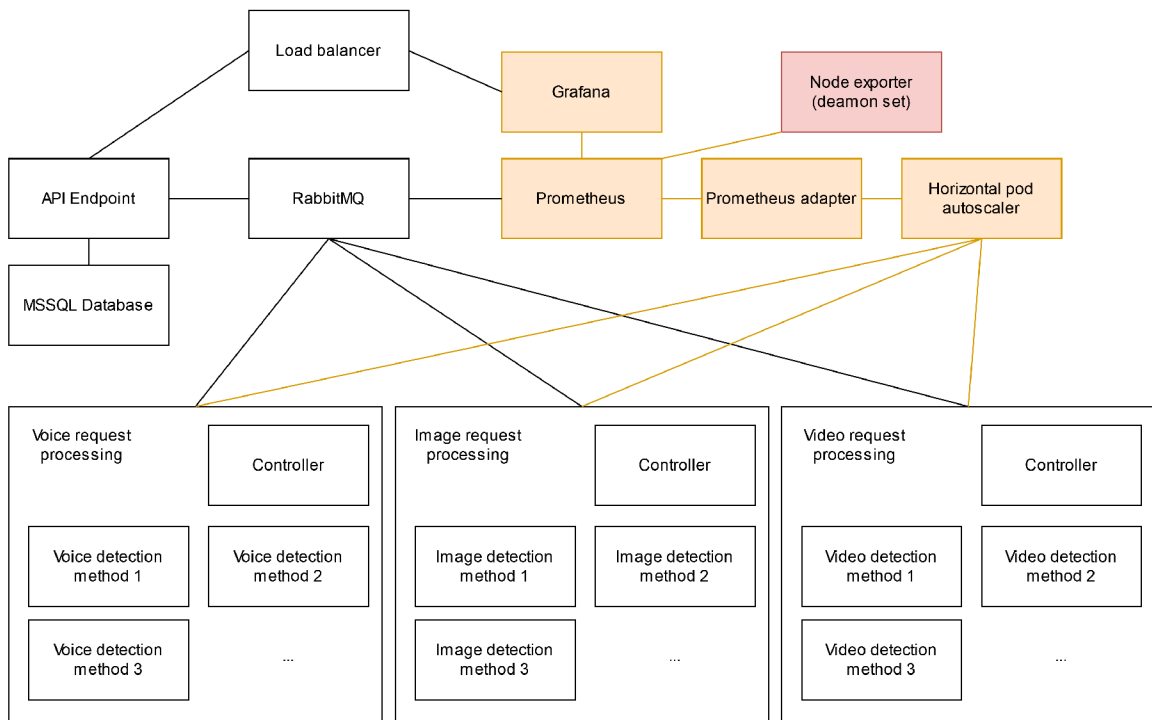 Load balancer
Grafana
Node exporter
(deamon set)
API Endpoint
RabbitMQ
Prometheus
Prometheus adapter
Horizontal pod
autoscaler
MSSQL Database
Voice request
processing
Controller
Voice detection
method 1
Voice detection
method 2
Voice detection
method 3
...
Image request
processing
Controller
Image detection
method 1
Image detection
method 2
Image detection
method 3
...
Video request
processing
Controller
Video detection
method 1
Video detection
method 2
Video detection
method 3
...